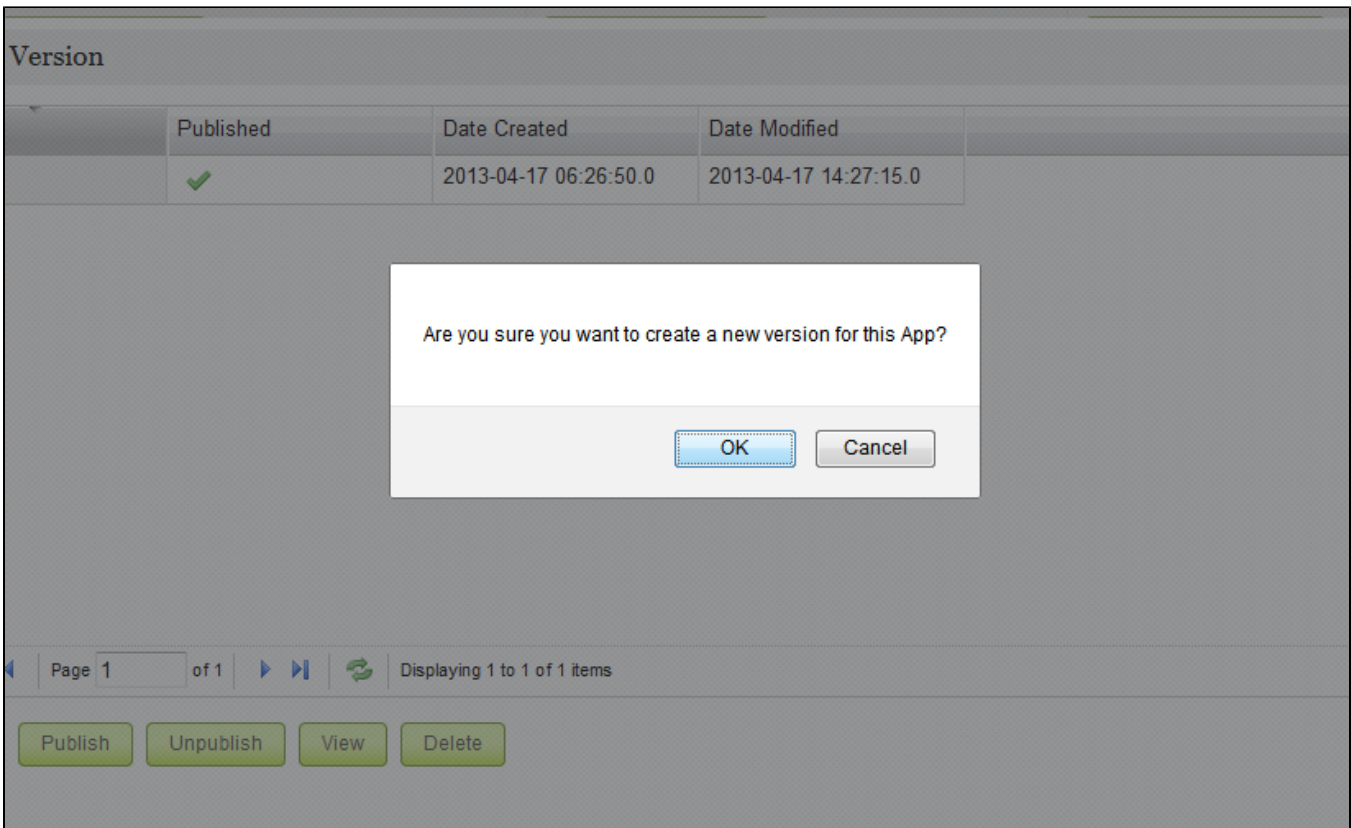 Version
Published Date Created Date Modified
2013-04-17 06:26:50.0 2013-04-17 14:27:15.0
Are you sure you want to create a new version for this App?
OK Cancel
Page 1 of 1 Displaying 1 to 1 of 1 items
Publish Unpublish View Delete